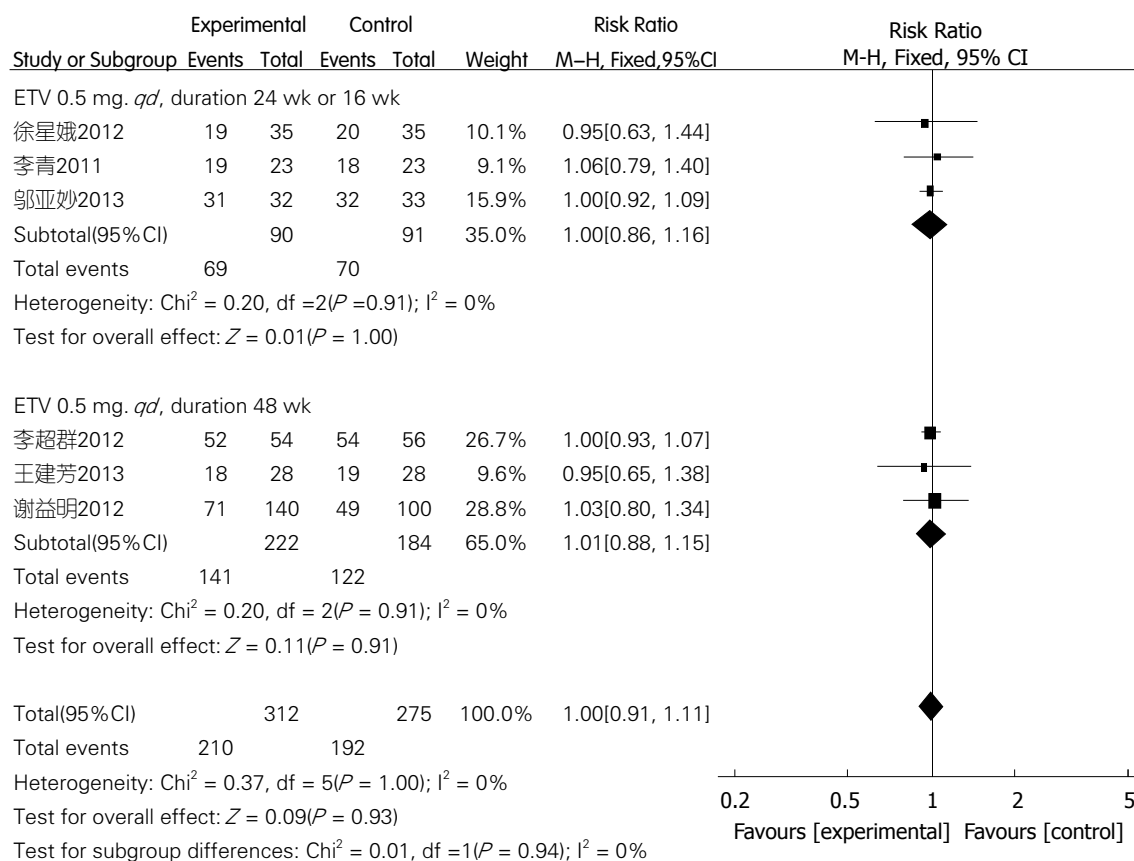 Experimental Control Risk Ratio Risk Ratio
Study or Subgroup Events Total Events Total Weight M–H, Fixed,95%CI M-H, Fixed, 95% CI
ETV 0.5 mg. qd, duration 24 wk or 16 wk
徐星娥2012 19 35 20 35 10.1% 0.95[0.63, 1.44]
李青2011 19 23 18 23 9.1% 1.06[0.79, 1.40]
邬亚妙2013 31 32 32 33 15.9% 1.00[0.92, 1.09]
Subtotal(95%CI) 90 91 35.0% 1.00[0.86, 1.16]
Total events 69 70
Heterogeneity: Chi² = 0.20, df =2(P =0.91); I² = 0%
Test for overall effect: Z = 0.01(P = 1.00)
ETV 0.5 mg. qd, duration 48 wk
李超群2012 52 54 54 56 26.7% 1.00[0.93, 1.07]
王建芳2013 18 28 19 28 9.6% 0.95[0.65, 1.38]
谢益明2012 71 140 49 100 28.8% 1.03[0.80, 1.34]
Subtotal(95%CI) 222 184 65.0% 1.01[0.88, 1.15]
Total events 141 122
Heterogeneity: Chi² = 0.20, df = 2(P = 0.91); I² = 0%
Test for overall effect: Z = 0.11(P = 0.91)
Total(95%CI) 312 275 100.0% 1.00[0.91, 1.11]
Total events 210 192
Heterogeneity: Chi² = 0.37, df = 5(P = 1.00); I² = 0%
Test for overall effect: Z = 0.09(P = 0.93)
Test for subgroup differences: Chi² = 0.01, df =1(P = 0.94); I² = 0%
0.2 0.5 1 2 5
Favours [experimental] Favours [control]